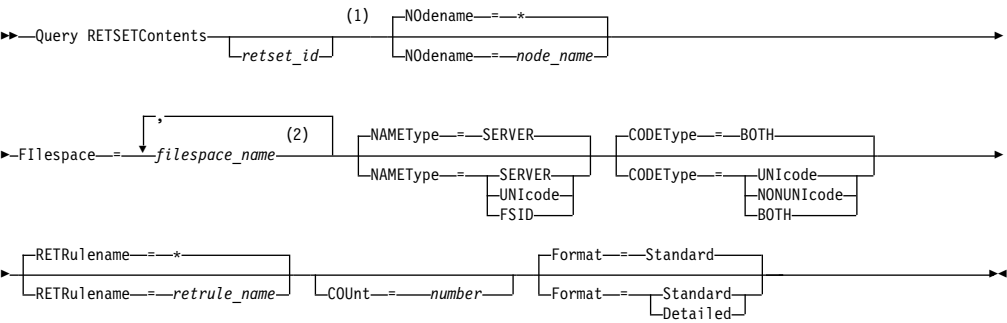 (1) NOdename = *
Query RETSETContents
retset_id NOdename = node_name
,
(2) NAMEType = SERVER CODEType = BOTH
FIlespace = filespace_name
NAMEType = SERVER CODEType = UNIcode
UNIcode NONUNIcode
FSID BOTH
RETRulename = * Format = Standard
RETRulename = retrule_name COUnt = number Format = Standard
Detailed